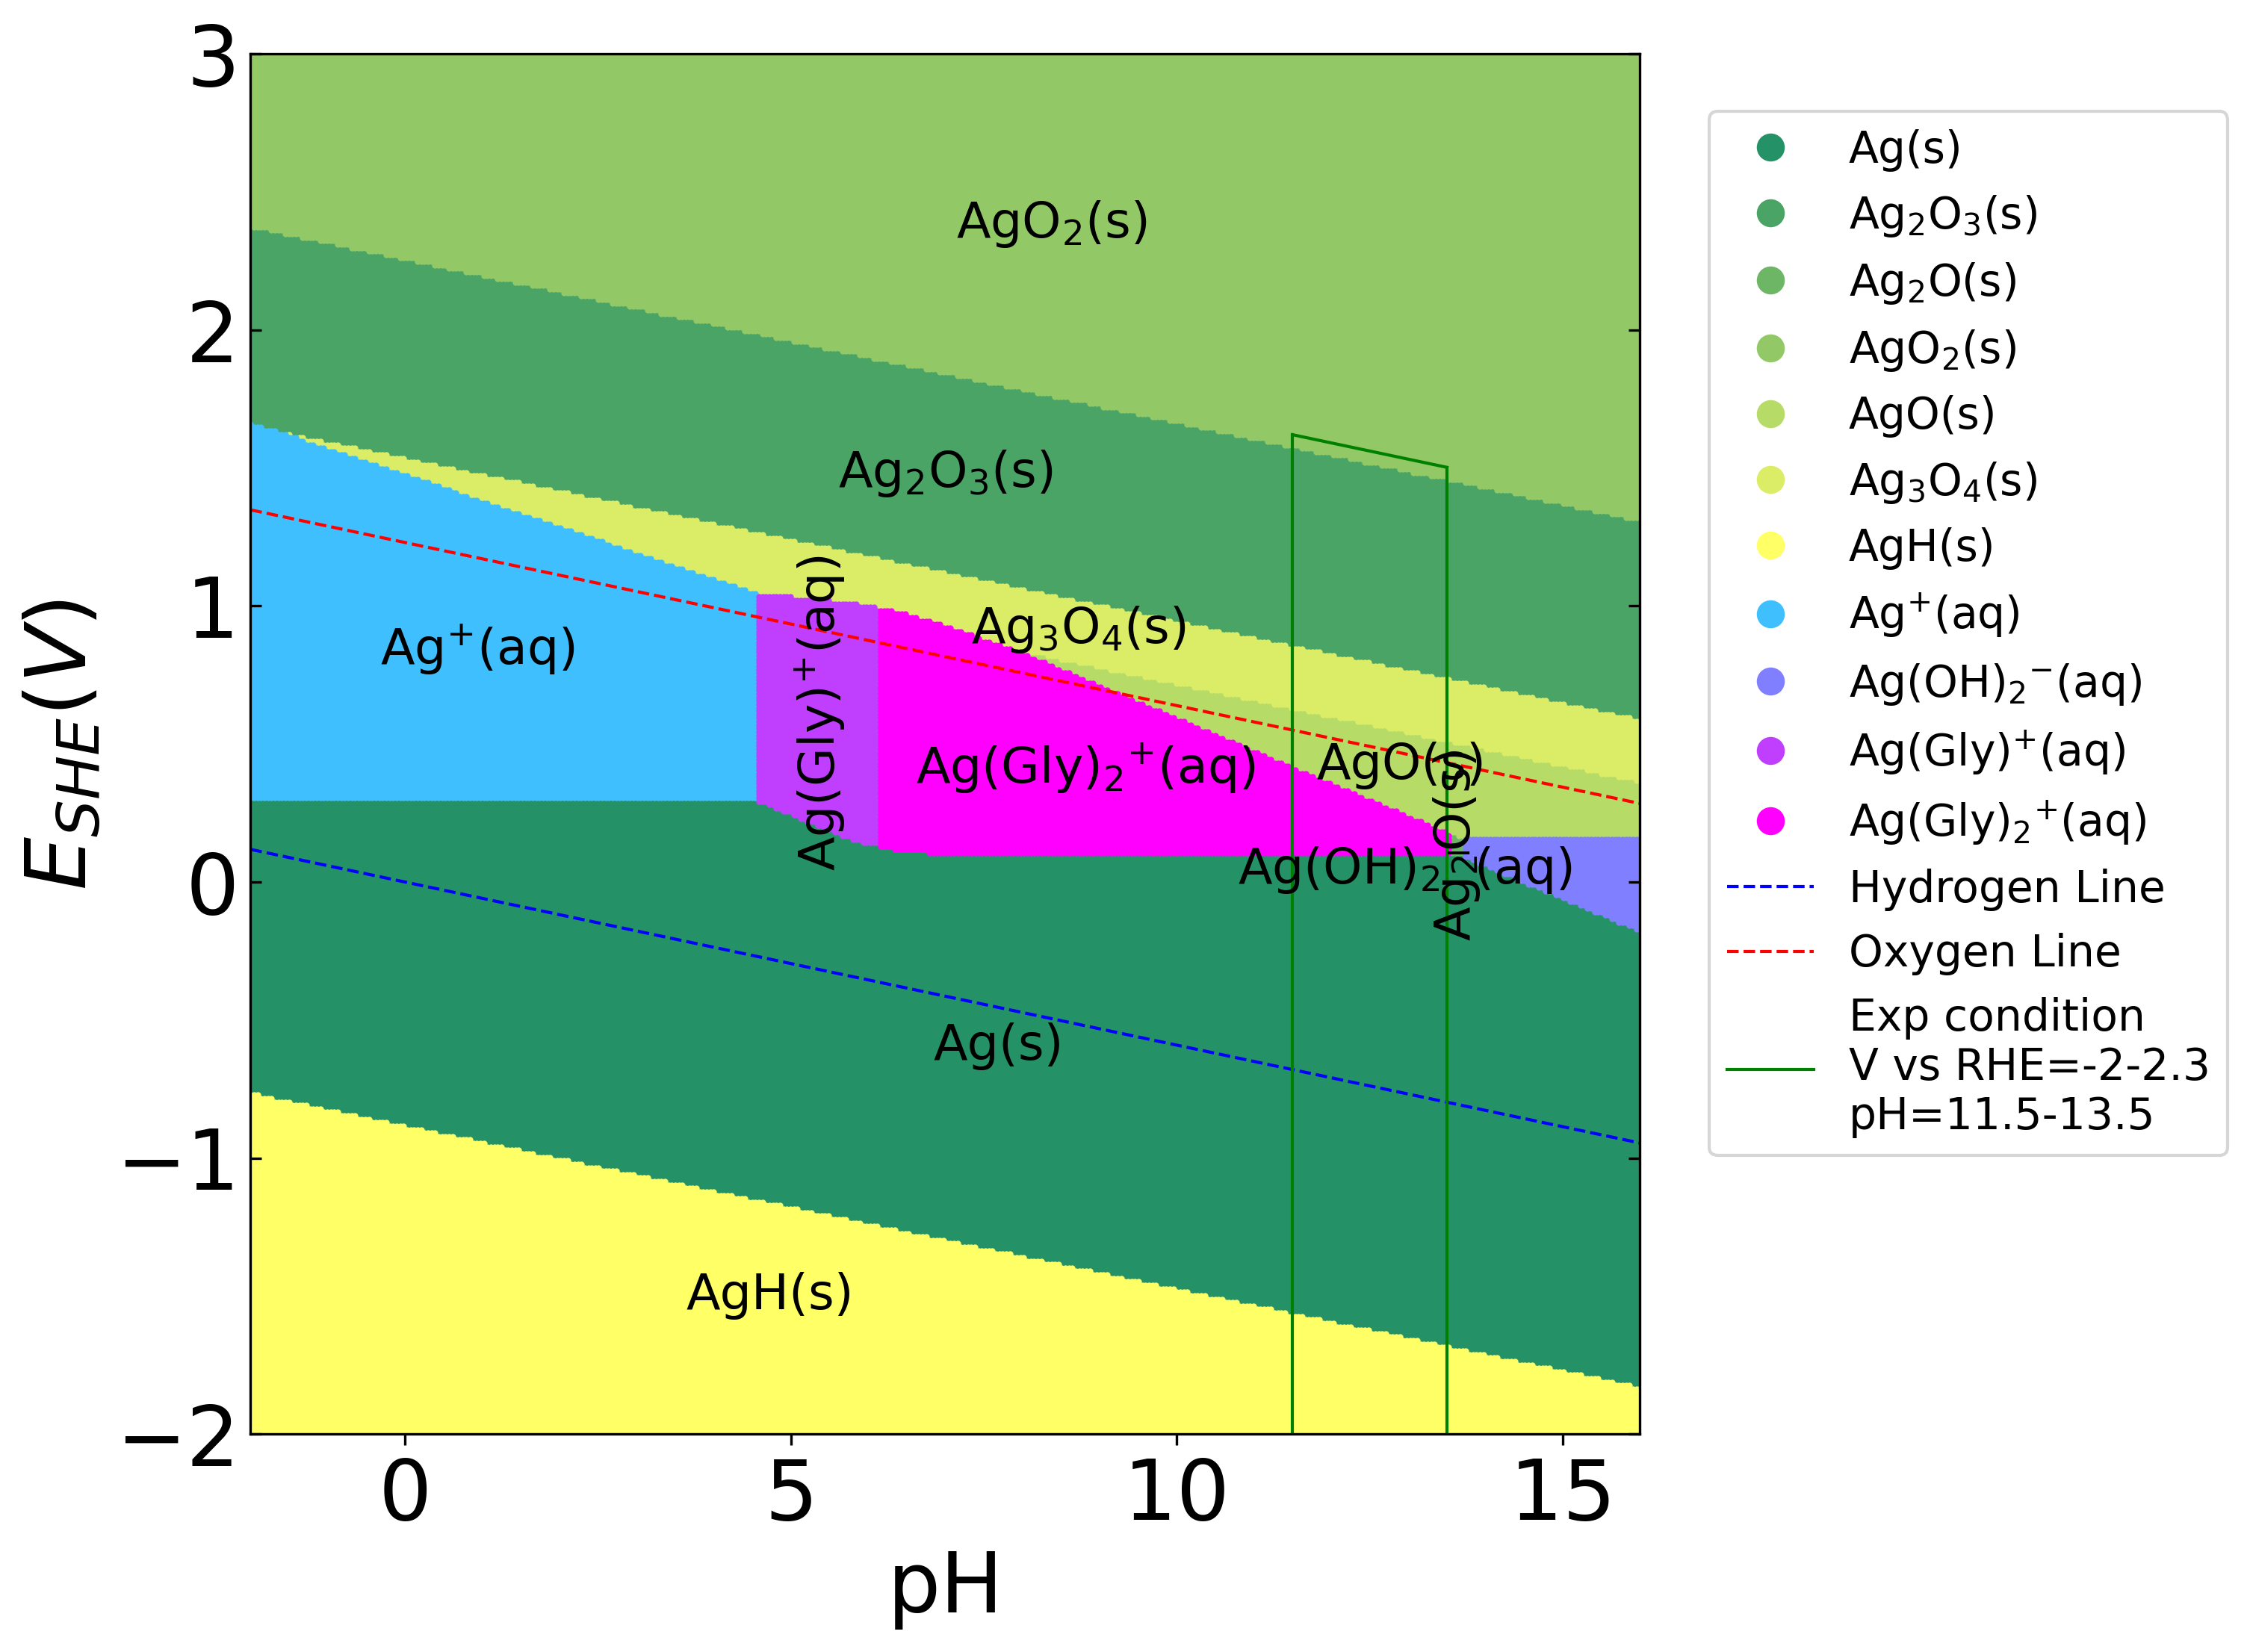 3
2
1
0
−1
−2
E_SHE(V)
0 5 10 15
pH
AgO₂(s)
Ag₂O₃(s)
Ag₃O₄(s)
Ag⁺(aq)
Ag(Gly)⁺(aq)
Ag(Gly)₂⁺(aq)
AgO(s)
Ag₂O(s)
Ag(OH)₂⁻(aq)
Ag(s)
AgH(s)
Ag(s)
Ag₂O₃(s)
Ag₂O(s)
AgO₂(s)
AgO(s)
Ag₃O₄(s)
AgH(s)
Ag⁺(aq)
Ag(OH)₂⁻(aq)
Ag(Gly)⁺(aq)
Ag(Gly)₂⁺(aq)
Hydrogen Line
Oxygen Line
Exp condition
V vs RHE=-2-2.3
pH=11.5-13.5